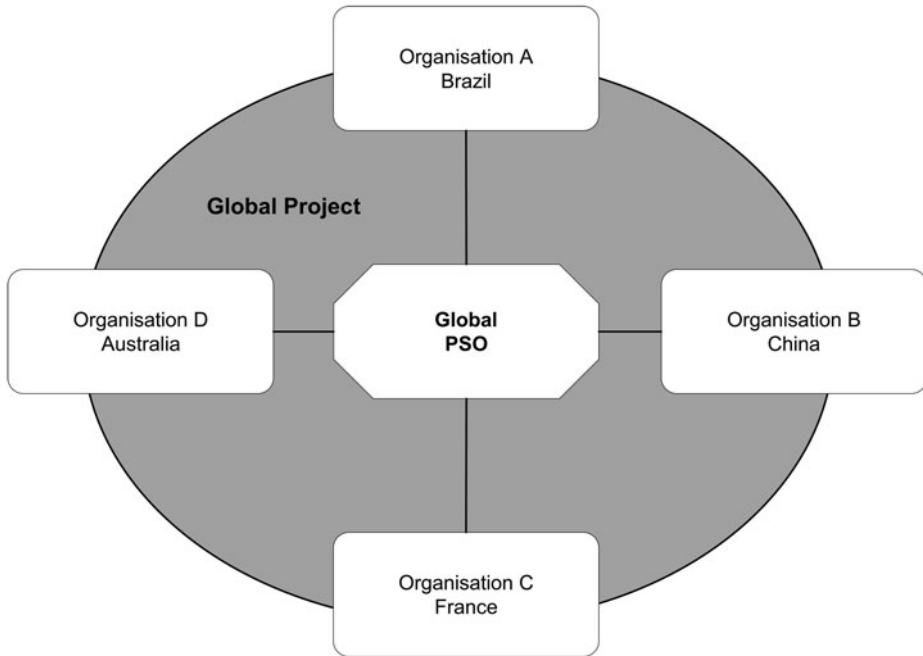 Organisation A
Brazil
Global Project
Organisation D
Australia
Global
PSO
Organisation B
China
Organisation C
France